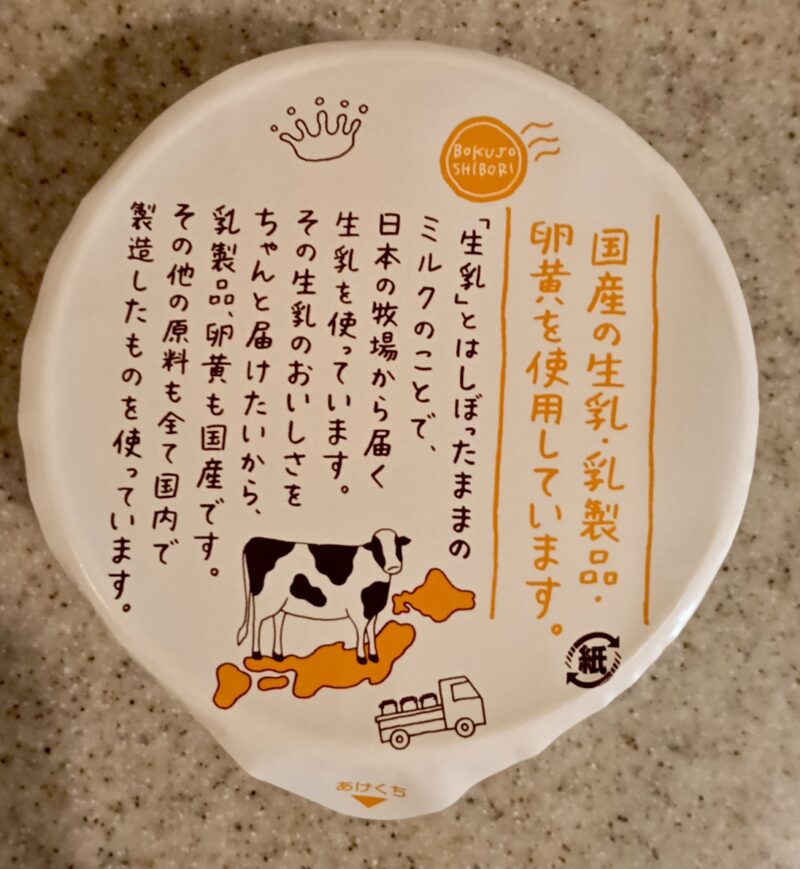 BOKUJO
SHIBORI
国産の生乳・乳製品・
卵黄を使用しています。
「生乳」とはしぼったままの
ミルクのことで、
日本の牧場から届く
生乳を使っています。
その生乳のおいしさを
ちゃんと届けたいから、
乳製品、卵黄も国産です。
その他の原料も全て国内で
製造したものを使っています。
紙
あけくち